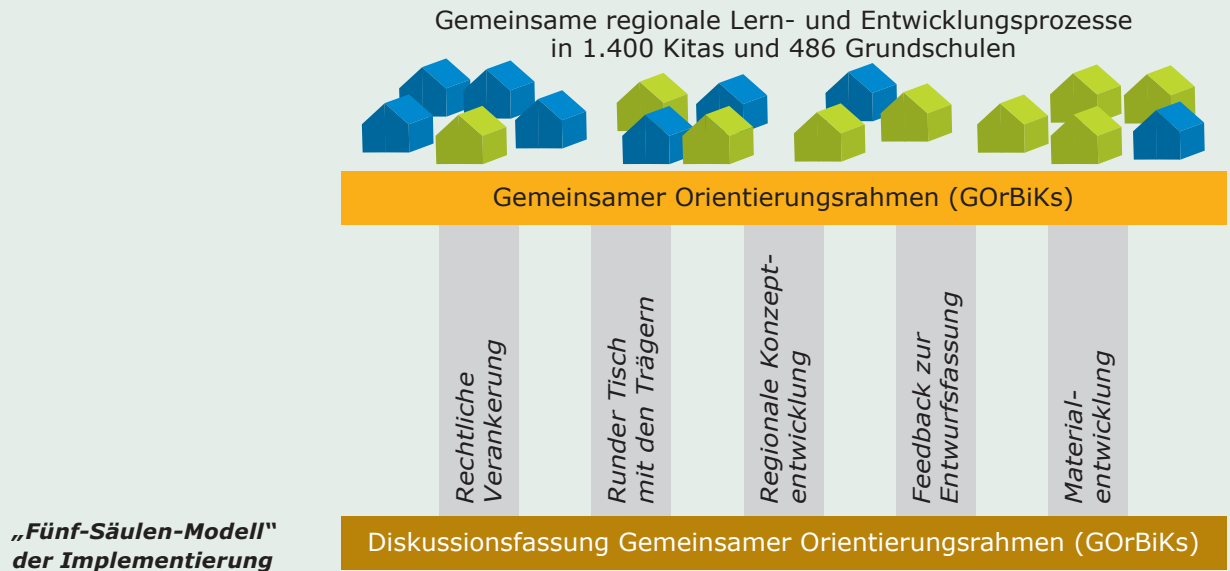 Gemeinsame regionale Lern- und Entwicklungsprozesse
in 1.400 Kitas und 486 Grundschulen
Gemeinsamer Orientierungsrahmen (GOrBiKs)
Rechtliche
Verankerung
Runder Tisch
mit den Trägern
Regionale Konzept-
entwicklung
Feedback zur
Entwurfsfassung
Material-
entwicklung
„Fünf-Säulen-Modell“
der Implementierung
Diskussionsfassung Gemeinsamer Orientierungsrahmen (GOrBiKs)